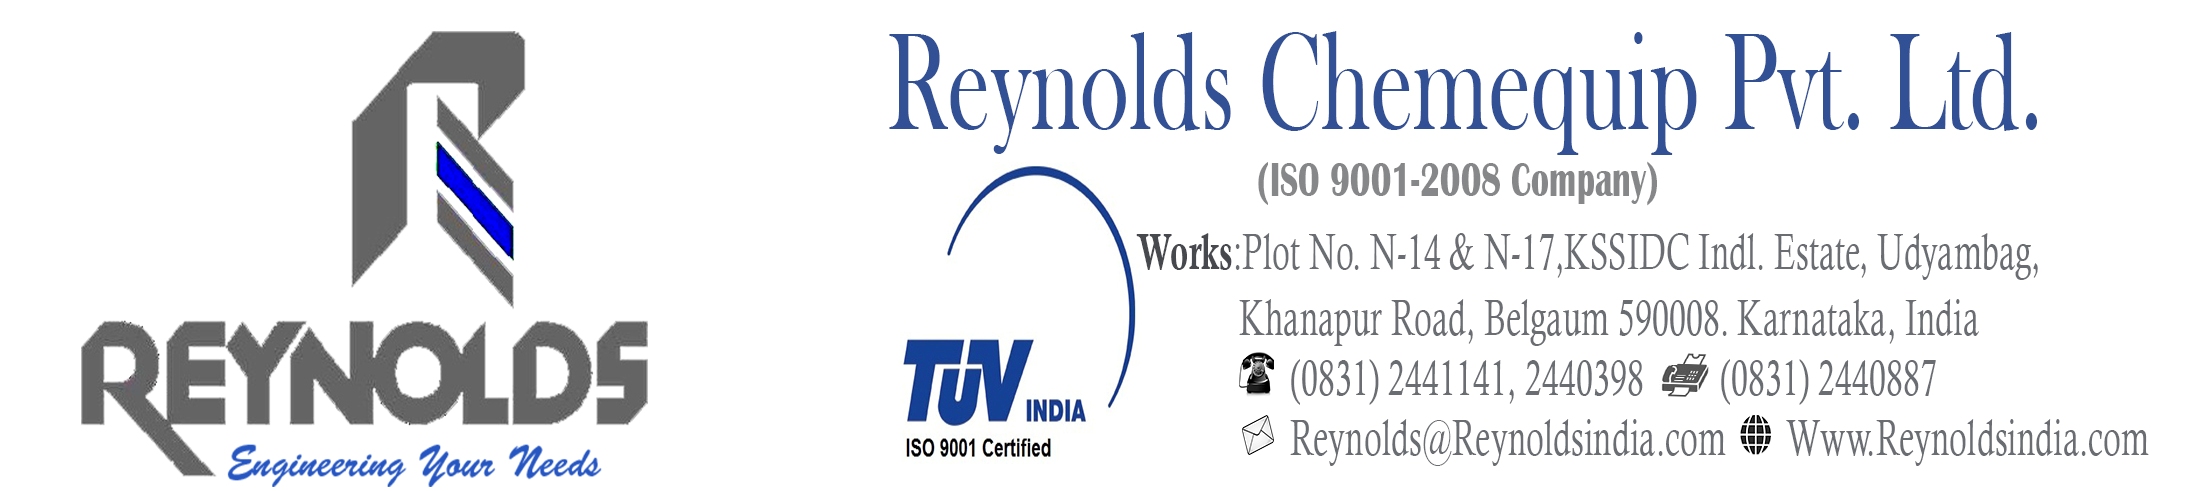 REYNOLDS
Engineering Your Needs
Reynolds Chemequip Pvt. Ltd.
(ISO 9001-2008 Company)
TÜV INDIA
ISO 9001 Certified
Works:Plot No. N-14 & N-17,KSSIDC Indl. Estate, Udyambag,
Khanapur Road, Belgaum 590008. Karnataka, India
(0831) 2441141, 2440398 (0831) 2440887
Reynolds@Reynoldsindia.com Www.Reynoldsindia.com